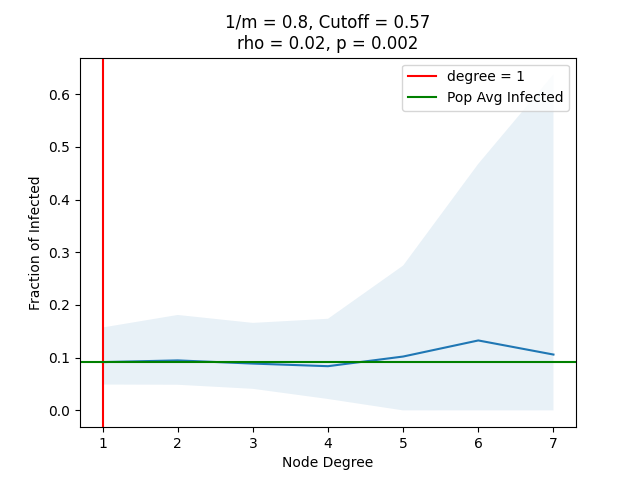 1/m = 0.8, Cutoff = 0.57
rho = 0.02, p = 0.002
degree = 1
Pop Avg Infected
Fraction of Infected
0.6
0.5
0.4
0.3
0.2
0.1
0.0
1 2 3 4 5 6 7
Node Degree